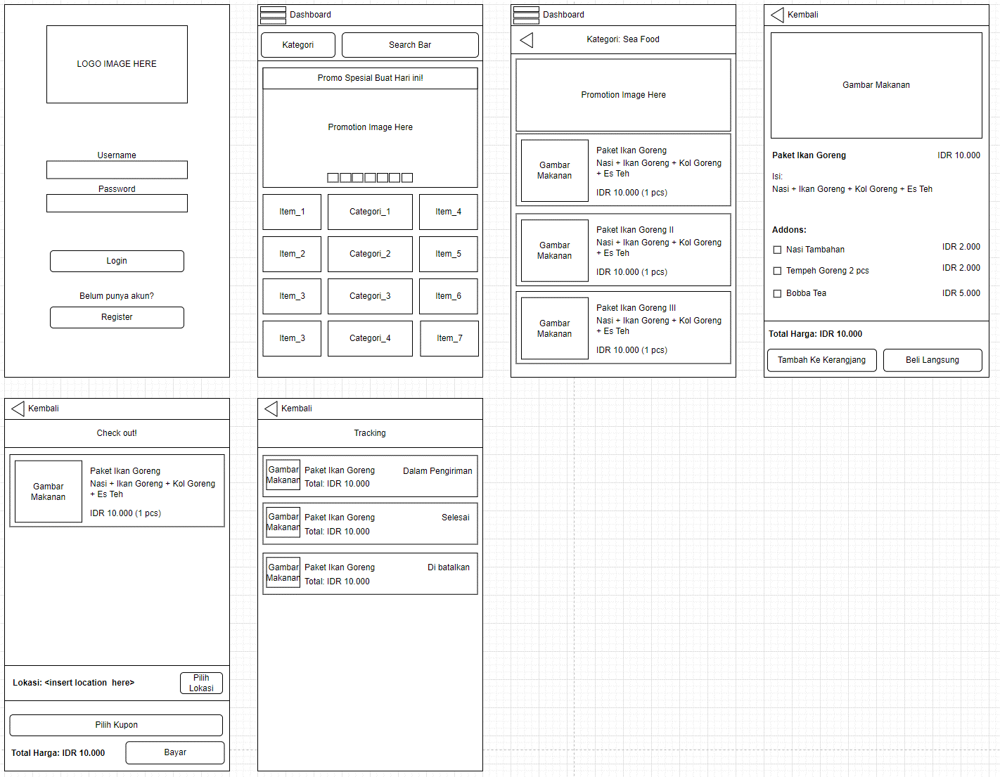 LOGO IMAGE HERE
Username
Password
Login
Belum punya akun?
Register
Dashboard
Kategori
Search Bar
Promo Spesial Buat Hari ini!
Promotion Image Here
Item_1
Categori_1
Item_4
Item_2
Categori_2
Item_5
Item_3
Categori_3
Item_6
Item_3
Categori_4
Item_7
Dashboard
Kategori: Sea Food
Promotion Image Here
Gambar
Makanan
Paket Ikan Goreng
Nasi + Ikan Goreng + Kol Goreng
+ Es Teh
IDR 10.000 (1 pcs)
Gambar
Makanan
Paket Ikan Goreng II
Nasi + Ikan Goreng + Kol Goreng
+ Es Teh
IDR 10.000 (1 pcs)
Gambar
Makanan
Paket Ikan Goreng III
Nasi + Ikan Goreng + Kol Goreng
+ Es Teh
IDR 10.000 (1 pcs)
Kembali
Gambar Makanan
Paket Ikan Goreng
IDR 10.000
Isi:
Nasi + Ikan Goreng + Kol Goreng + Es Teh
Addons:
Nasi Tambahan
IDR 2.000
Tempeh Goreng 2 pcs
IDR 2.000
Bobba Tea
IDR 5.000
Total Harga: IDR 10.000
Tambah Ke Kerangjang
Beli Langsung
Kembali
Check out!
Gambar
Makanan
Paket Ikan Goreng
Nasi + Ikan Goreng + Kol Goreng
+ Es Teh
IDR 10.000 (1 pcs)
Lokasi: <insert location  here>
Pilih
Lokasi
Pilih Kupon
Total Harga: IDR 10.000
Bayar
Kembali
Tracking
Gambar
Makanan
Paket Ikan Goreng
Total: IDR 10.000
Dalam Pengiriman
Gambar
Makanan
Paket Ikan Goreng
Total: IDR 10.000
Selesai
Gambar
Makanan
Paket Ikan Goreng
Total: IDR 10.000
Di batalkan